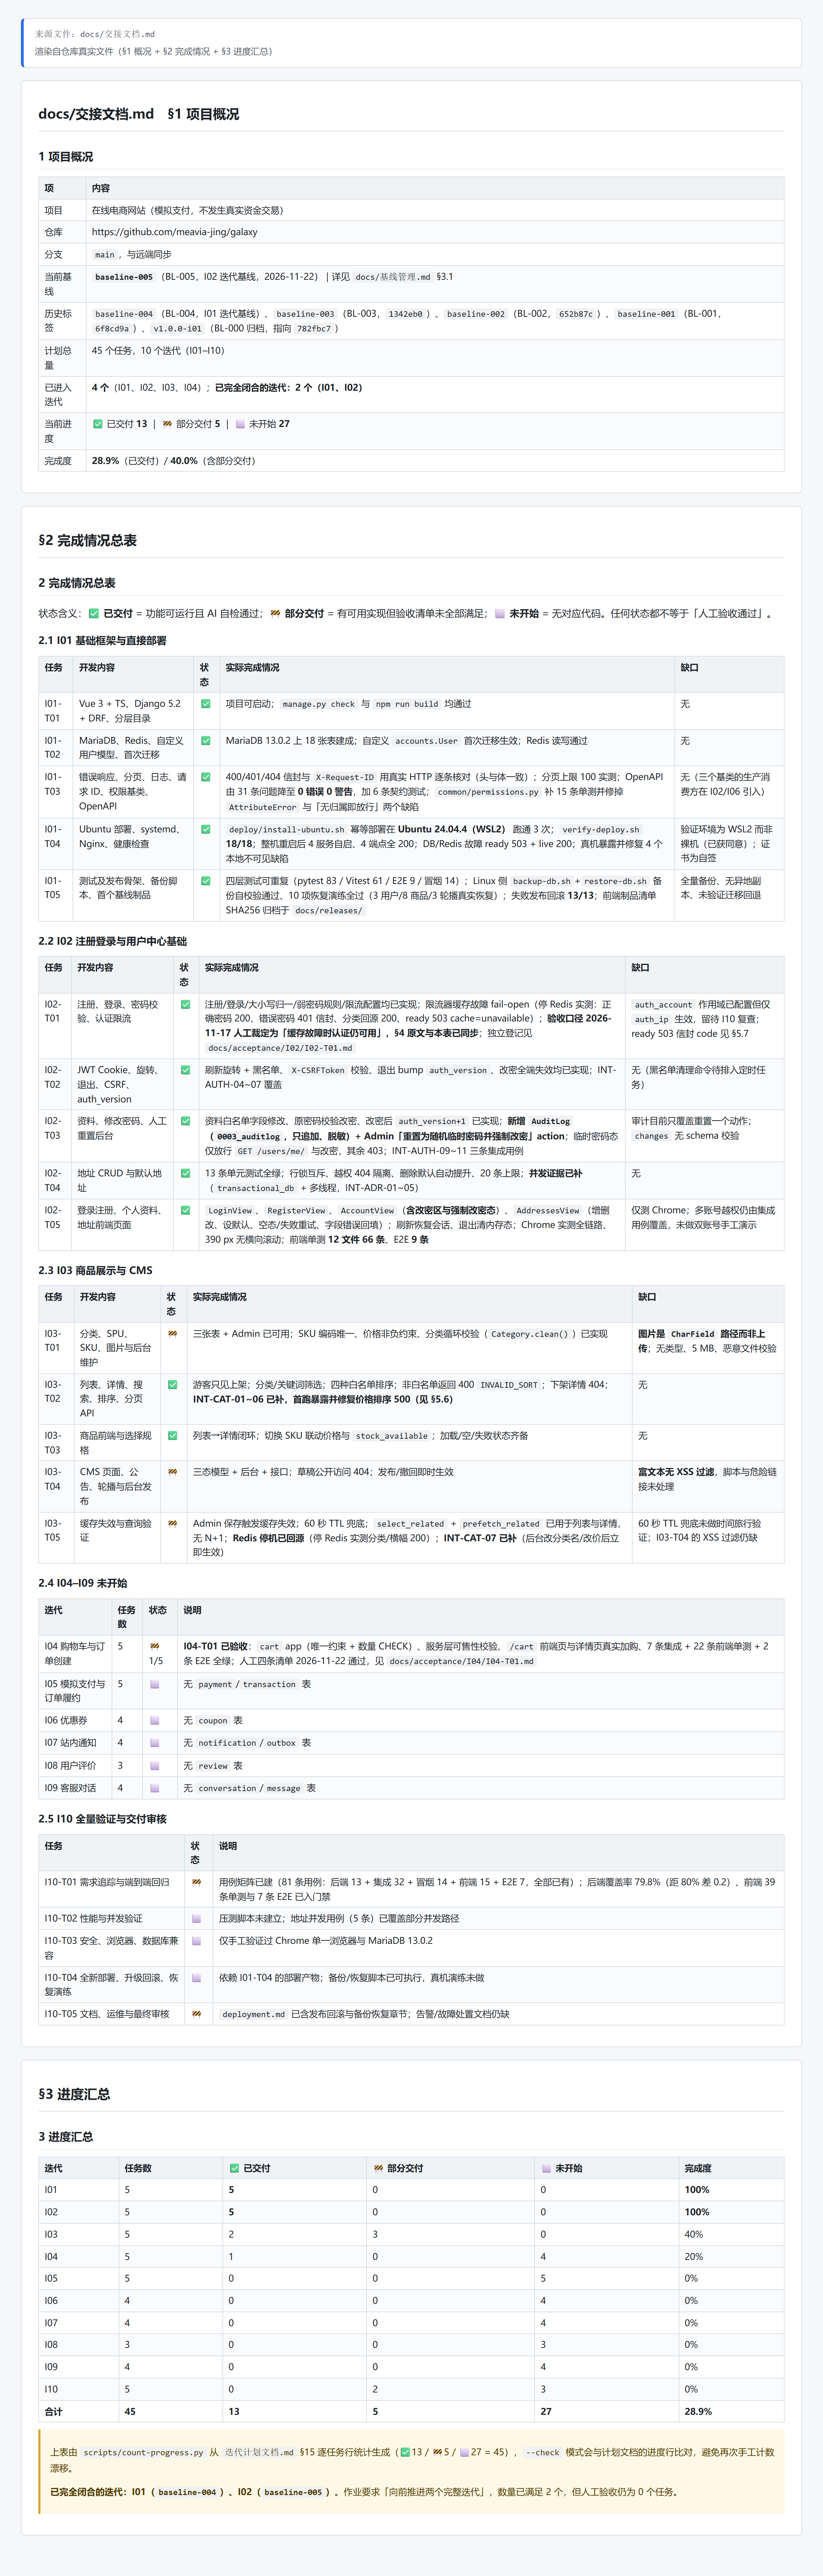 来源文件：docs/交接文档.md
渲染自仓库真实文件（§1 概况 + §2 完成情况 + §3 进度汇总）
docs/交接文档.md §1 项目概况
1 项目概况
项 内容
项目 在线电商网站（模拟支付，不发生真实资金交易）
仓库 https://github.com/meavia-jing/galaxy
分支 main，与远端同步
当前基线 baseline-005（BL-005，I02 迭代基线，2026-11-22）｜详见 docs/基线管理.md §3.1
历史标签 baseline-004（BL-004，I01 迭代基线）、baseline-003（BL-003，1342eb0）、baseline-002（BL-002，652b87c）、baseline-001（BL-001，
6f8cd9a）、v1.0.0-i01（BL-000 归档，指向 782fbc7）
计划总量 45 个任务，10 个迭代（I01–I10）
已进入迭代 4 个（I01、I02、I03、I04）；已完全闭合的迭代：2 个（I01、I02）
当前进度 ✅ 已交付 13 ｜ 🚧 部分交付 5 ｜ ⬜ 未开始 27
完成度 28.9%（已交付）/ 40.0%（含部分交付）
§2 完成情况总表
2 完成情况总表
状态含义：✅ 已交付 = 功能可运行且 AI 自检通过；🚧 部分交付 = 有可用实现但验收清单未全部满足；⬜ 未开始 = 无对应代码。任何状态都不等于「人工验收通过」。
2.1 I01 基础框架与直接部署
任务 开发内容 状态 实际完成情况 缺口
I01-T01 Vue 3 + TS、Django 5.2 + DRF、分层目录 ✅ 项目可启动；manage.py check 与 npm run build 均通过 无
I01-T02 MariaDB、Redis、自定义用户模型、首次迁移 ✅ MariaDB 13.0.2 上 18 张表建成；自定义 accounts.User 首次迁移生效；Redis 读写通过 无
I01-T03 错误响应、分页、日志、请求 ID、权限基类、OpenAPI ✅ 400/401/404 信封与 X-Request-ID 用真实 HTTP 逐条核对（头与体一致）；分页上限 100 实测；OpenAPI 由 31 条问题降至 0 错误 0 警告，加 6 条契约测试；common/permissions.py 补 15 条单测并修掉 AttributeError 与「无归属即放行」两个缺陷 无（三个基类的生产消费方在 I02/I06 引入）
I01-T04 Ubuntu 部署、systemd、Nginx、健康检查 ✅ deploy/install-ubuntu.sh 幂等部署在 Ubuntu 24.04.4（WSL2） 跑通 3 次；verify-deploy.sh 18/18；整机重启后 4 服务自启、4 端点全 200；DB/Redis 故障 ready 503 + live 200；真机暴露并修复 4 个本地不可见缺陷 验证环境为 WSL2 而非裸机（已获同意）；证书为自签
I01-T05 测试及发布骨架、备份脚本、首个基线制品 ✅ 四层测试可重复（pytest 83 / Vitest 61 / E2E 9 / 冒烟 14）；Linux 侧 backup-db.sh + restore-db.sh 备份自校验通过、10 项恢复演练全过（3 用户/8 商品/3 轮播真实恢复）；失败发布回滚 13/13；前端制品清单 SHA256 归档于 docs/releases/ 全量备份、无异地副本、未验证迁移回退
2.2 I02 注册登录与用户中心基础
任务 开发内容 状态 实际完成情况 缺口
I02-T01 注册、登录、密码校验、认证限流 ✅ 注册/登录/大小写归一/弱密码规则/限流配置均已实现；限流器缓存故障 fail-open（停 Redis 实测：正确密码 200、错误密码 401 信封、分类回源 200、ready 503 cache=unavailable）；验收口径 2026-11-17 人工裁定为「缓存故障时认证仍可用」，§4 原文与本表已同步；独立登记见 docs/acceptance/I02/I02-T01.md auth_account 作用域已配置但仅 auth_ip 生效，留待 I10 复查；ready 503 信封 code 见 §5.7
I02-T02 JWT Cookie、旋转、退出、CSRF、auth_version ✅ 刷新旋转 + 黑名单、X-CSRFToken 校验、退出 bump auth_version、改密全端失效均已实现；INT-AUTH-04~07 覆盖 无（黑名单清理命令待排入定时任务）
I02-T03 资料、修改密码、人工重置后台 ✅ 资料白名单字段修改、原密码校验改密、改密后 auth_version+1 已实现；新增 AuditLog（0003_auditlog，只追加、脱敏）+ Admin「重置为随机临时密码并强制改密」action；临时密码态仅放行 GET /users/me/ 与改密，其余 403；INT-AUTH-09~11 三条集成用例 审计目前只覆盖重置一个动作；changes 无 schema 校验
I02-T04 地址 CRUD 与默认地址 ✅ 13 条单元测试全绿；行锁互斥、越权 404 隔离、删除默认自动提升、20 条上限；并发证据已补（transactional_db + 多线程，INT-ADR-01~05） 无
I02-T05 登录注册、个人资料、地址前端页面 ✅ LoginView、RegisterView、AccountView（含改密区与强制改密态）、AddressesView（增删改、设默认、空态/失败重试、字段错误回填）；刷新恢复会话、退出清内存态；Chrome 实测全链路、390 px 无横向滚动；前端单测 12 文件 66 条、E2E 9 条 仅测 Chrome；多账号越权仍由集成用例覆盖，未做双账号手工演示
2.3 I03 商品展示与 CMS
任务 开发内容 状态 实际完成情况 缺口
I03-T01 分类、SPU、SKU、图片与后台维护 🚧 三张表 + Admin 已可用；SKU 编码唯一、价格非负约束、分类循环校验（Category.clean()）已实现 图片是 CharField 路径而非上传；无类型、5 MB、恶意文件校验
I03-T02 列表、详情、搜索、排序、分页 API ✅ 游客只见上架；分类/关键词筛选；四种白名单排序；非白名单返回 400 INVALID_SORT；下架详情 404；INT-CAT-01~06 已补，首跑暴露并修复价格排序 500（见 §5.6） 无
I03-T03 商品前端与选择规格 ✅ 列表→详情闭环；切换 SKU 联动价格与 stock_available；加载/空/失败状态齐备 无
I03-T04 CMS 页面、公告、轮播与后台发布 🚧 三态模型 + 后台 + 接口；草稿公开访问 404；发布/撤回即时生效 富文本无 XSS 过滤，脚本与危险链接未处理
I03-T05 缓存失效与查询验证 🚧 Admin 保存触发缓存失效；60 秒 TTL 兜底；select_related + prefetch_related 已用于列表与详情，无 N+1；Redis 停机已回源（停 Redis 实测分类/横幅 200）；INT-CAT-07 已补（后台改分类名/改价后立即生效） 60 秒 TTL 兜底未做时间旅行验证；I03-T04 的 XSS 过滤仍缺
2.4 I04–I09 未开始
迭代 任务数 状态 说明
I04 购物车与订单创建 5 🚧 1/5 I04-T01 已验收：cart app（唯一约束 + 数量 CHECK）、服务层可售性校验、/cart 前端页与详情页真实加购、7 条集成 + 22 条前端单测 + 2 条 E2E 全绿；人工四条清单 2026-11-22 通过，见 docs/acceptance/I04/I04-T01.md
I05 模拟支付与订单履约 5 ⬜ 无 payment / transaction 表
I06 优惠券 4 ⬜ 无 coupon 表
I07 站内通知 4 ⬜ 无 notification / outbox 表
I08 用户评价 3 ⬜ 无 review 表
I09 客服对话 4 ⬜ 无 conversation / message 表
2.5 I10 全量验证与交付审核
任务 状态 说明
I10-T01 需求追踪与端到端回归 🚧 用例矩阵已建（81 条用例：后端 13 + 集成 32 + 冒烟 14 + 前端 15 + E2E 7，全部已有）；后端覆盖率 79.8%（距 80% 差 0.2）、前端 39 条单测与 7 条 E2E 已入门禁
I10-T02 性能与并发验证 ⬜ 压测脚本未建立；地址并发用例（5 条）已覆盖部分并发路径
I10-T03 安全、浏览器、数据库兼容 ⬜ 仅手工验证过 Chrome 单一浏览器与 MariaDB 13.0.2
I10-T04 全新部署、升级回滚、恢复演练 ⬜ 依赖 I01-T04 的部署产物；备份/恢复脚本已可执行，真机演练未做
I10-T05 文档、运维与最终审核 🚧 deployment.md 已含发布回滚与备份恢复章节；告警/故障处置文档仍缺
§3 进度汇总
3 进度汇总
迭代 任务数 ✅ 已交付 🚧 部分交付 ⬜ 未开始 完成度
I01 5 5 0 0 100%
I02 5 5 0 0 100%
I03 5 2 3 0 40%
I04 5 1 0 4 20%
I05 5 0 0 5 0%
I06 4 0 0 4 0%
I07 4 0 0 4 0%
I08 3 0 0 3 0%
I09 4 0 0 4 0%
I10 5 0 2 3 0%
合计 45 13 5 27 28.9%
上表由 scripts/count-progress.py 从 迭代计划文档.md §15 逐任务行统计生成（✅13 / 🚧5 / ⬜27 = 45），--check 模式会与计划文档的进度行比对，避免再次手工计数
漂移。
已完全闭合的迭代：I01（baseline-004）、I02（baseline-005）。作业要求「向前推进两个完整迭代」，数量已满足 2 个，但人工验收仍为 0 个任务。